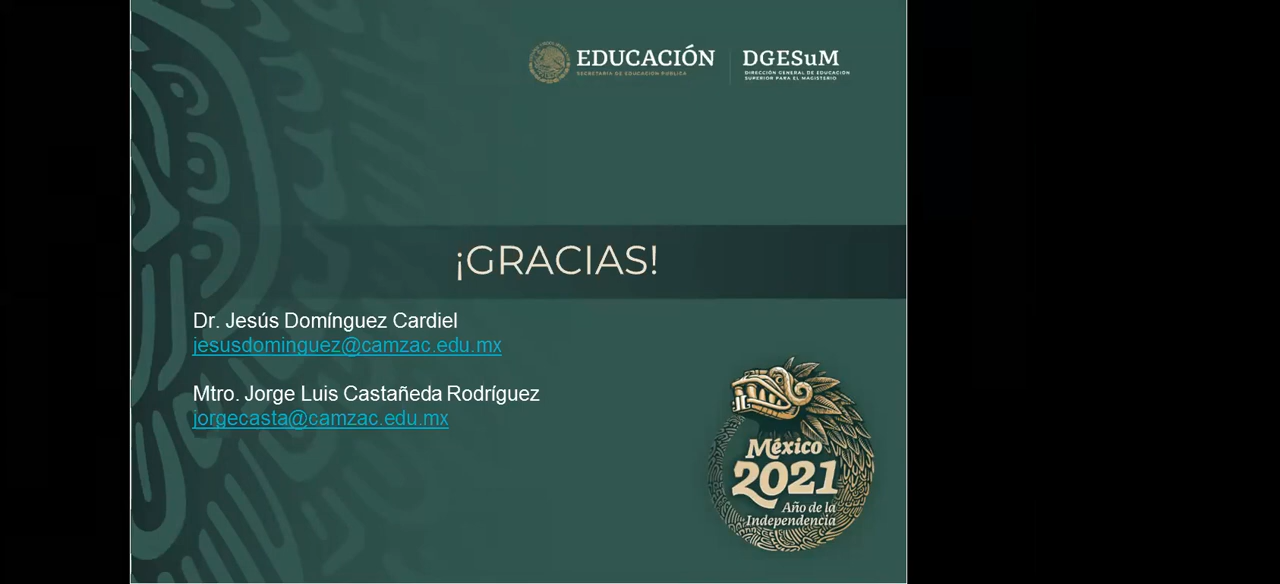 EDUCACIÓN
SECRETARÍA DE EDUCACIÓN PÚBLICA
DGESuM
DIRECCIÓN GENERAL DE EDUCACIÓN
SUPERIOR PARA EL MAGISTERIO
¡GRACIAS!
Dr. Jesús Domínguez Cardiel
jesusdominguez@camzac.edu.mx
Mtro. Jorge Luis Castañeda Rodríguez
jorgecasta@camzac.edu.mx
México
2021
Año de la
Independencia